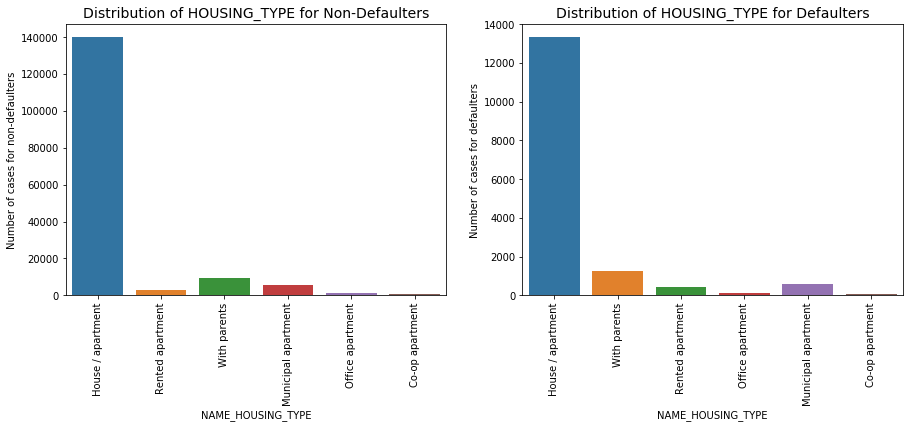 Distribution of HOUSING_TYPE for Non-Defaulters
Number of cases for non-defaulters
140000
120000
100000
80000
60000
40000
20000
0
House / apartment
Rented apartment
With parents
Municipal apartment
Office apartment
Co-op apartment
NAME_HOUSING_TYPE
Distribution of HOUSING_TYPE for Defaulters
Number of cases for defaulters
14000
12000
10000
8000
6000
4000
2000
0
House / apartment
With parents
Rented apartment
Office apartment
Municipal apartment
Co-op apartment
NAME_HOUSING_TYPE